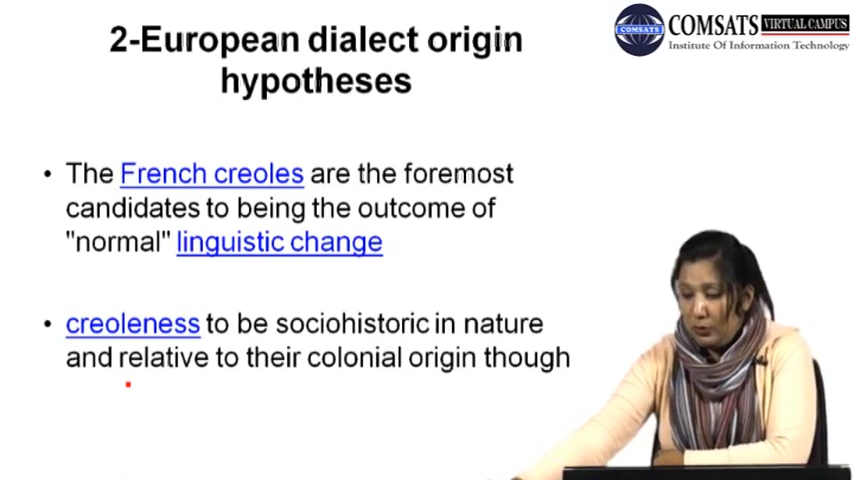 2-European dialect origin
hypotheses
COMSATS
COMSATS VIRTUAL CAMPUS
Institute Of Information Technology
• The French creoles are the foremost
candidates to being the outcome of
"normal" linguistic change
• creoleness to be sociohistoric in nature
and relative to their colonial origin though